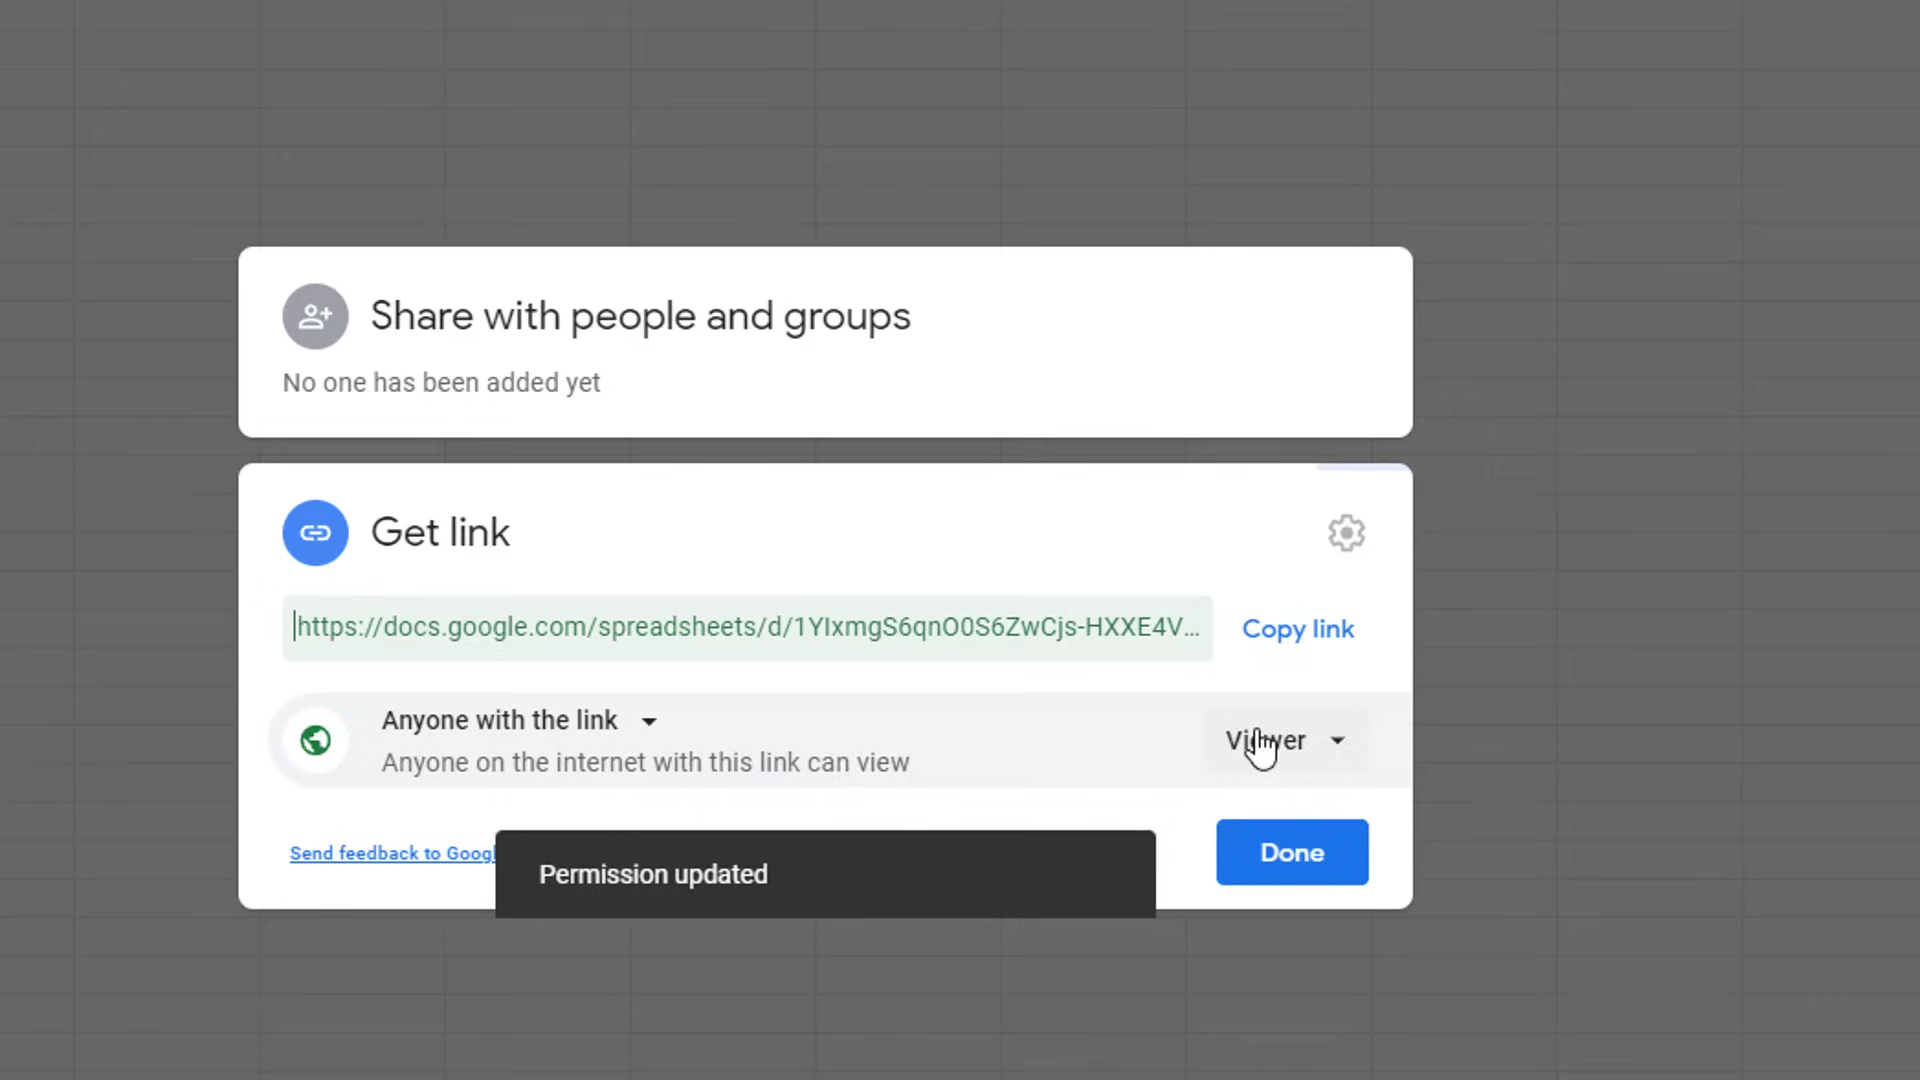 Share with people and groups
No one has been added yet
Get link
https://docs.google.com/spreadsheets/d/1YIxmgS6qnO0S6ZwCjs-HXXE4V...
Copy link
Anyone with the link
Anyone on the internet with this link can view
Viewer
Send feedback to Googl
Done
Permission updated